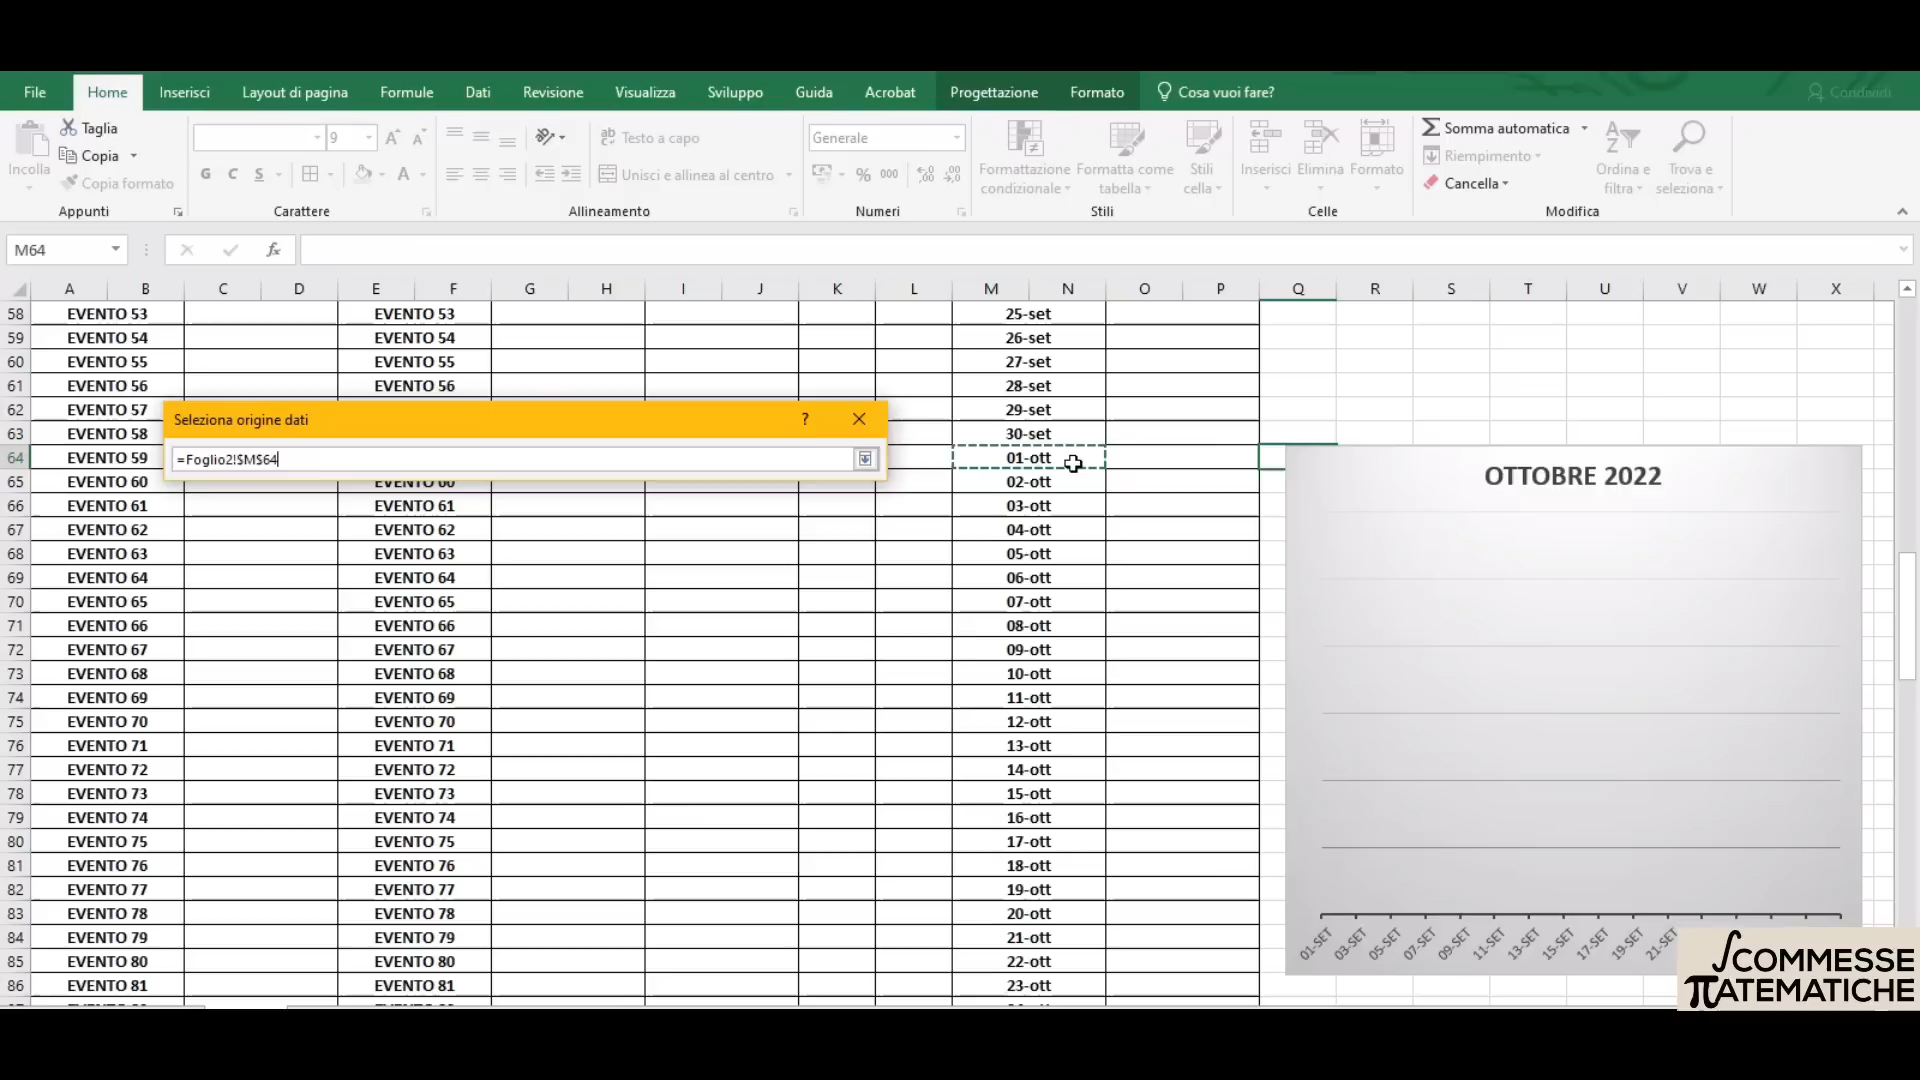 File Home Inserisci Layout di pagina Formule Dati Revisione Visualizza Sviluppo Guida Acrobat Progettazione Formato Cosa vuoi fare? Condividi
Incolla
Taglia
Copia
Copia formato
Appunti
9
G C S
Carattere
Testo a capo
Unisci e allinea al centro
Allineamento
Generale
% 000
Numeri
Formattazione condizionale
Formatta come tabella
Stili cella
Stili
Inserisci Elimina Formato
Celle
Somma automatica
Riempimento
Cancella
Ordina e filtra
Trova e seleziona
Modifica
M64 fx
A B C D E F G H I J K L M N O P Q R S T U V W X
58 EVENTO 53 EVENTO 53 25-set
59 EVENTO 54 EVENTO 54 26-set
60 EVENTO 55 EVENTO 55 27-set
61 EVENTO 56 EVENTO 56 28-set
62 EVENTO 57 29-set
63 EVENTO 58 30-set
64 EVENTO 59 01-ott
65 EVENTO 60 EVENTO 60 02-ott
66 EVENTO 61 EVENTO 61 03-ott
67 EVENTO 62 EVENTO 62 04-ott
68 EVENTO 63 EVENTO 63 05-ott
69 EVENTO 64 EVENTO 64 06-ott
70 EVENTO 65 EVENTO 65 07-ott
71 EVENTO 66 EVENTO 66 08-ott
72 EVENTO 67 EVENTO 67 09-ott
73 EVENTO 68 EVENTO 68 10-ott
74 EVENTO 69 EVENTO 69 11-ott
75 EVENTO 70 EVENTO 70 12-ott
76 EVENTO 71 EVENTO 71 13-ott
77 EVENTO 72 EVENTO 72 14-ott
78 EVENTO 73 EVENTO 73 15-ott
79 EVENTO 74 EVENTO 74 16-ott
80 EVENTO 75 EVENTO 75 17-ott
81 EVENTO 76 EVENTO 76 18-ott
82 EVENTO 77 EVENTO 77 19-ott
83 EVENTO 78 EVENTO 78 20-ott
84 EVENTO 79 EVENTO 79 21-ott
85 EVENTO 80 EVENTO 80 22-ott
86 EVENTO 81 EVENTO 81 23-ott
Seleziona origine dati ?
=Foglio2!$M$64
OTTOBRE 2022
01-SET 03-SET 05-SET 07-SET 09-SET 11-SET 13-SET 15-SET 17-SET 19-SET 21-SET
∫COMMESSE
πATEMATICHE